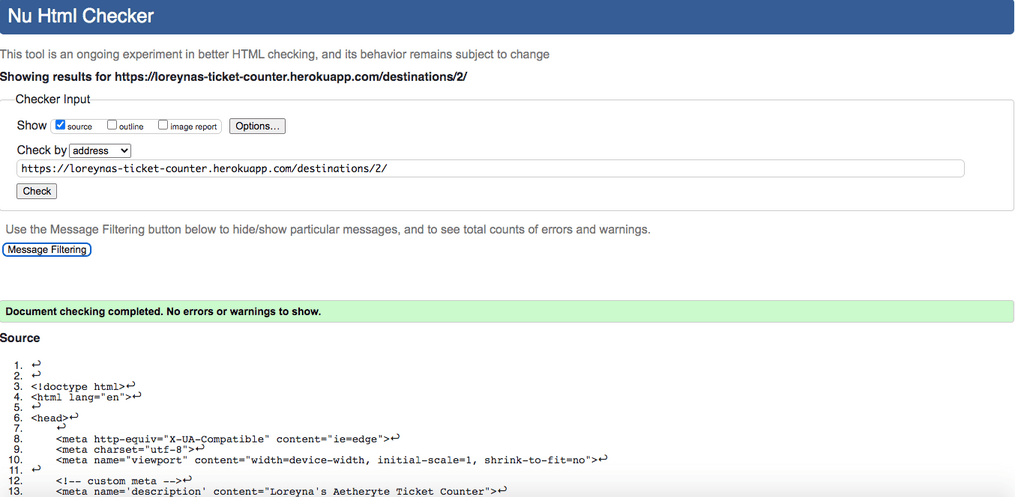 Nu Html Checker
This tool is an ongoing experiment in better HTML checking, and its behavior remains subject to change
Showing results for https://loreynas-ticket-counter.herokuapp.com/destinations/2/
Checker Input
Show source outline image report Options...
Check by address
https://loreynas-ticket-counter.herokuapp.com/destinations/2/
Check
Use the Message Filtering button below to hide/show particular messages, and to see total counts of errors and warnings.
Message Filtering
Document checking completed. No errors or warnings to show.
Source
1. ↩
2. ↩
3. <!doctype html>↩
4. <html lang="en">↩
5. ↩
6. <head>↩
7. ↩
8. <meta http-equiv="X-UA-Compatible" content="ie=edge">↩
9. <meta charset="utf-8">↩
10. <meta name="viewport" content="width=device-width, initial-scale=1, shrink-to-fit=no">↩
11. ↩
12. <!-- custom meta -->↩
13. <meta name='description' content="Loreyna's Aetheryte Ticket Counter">↩